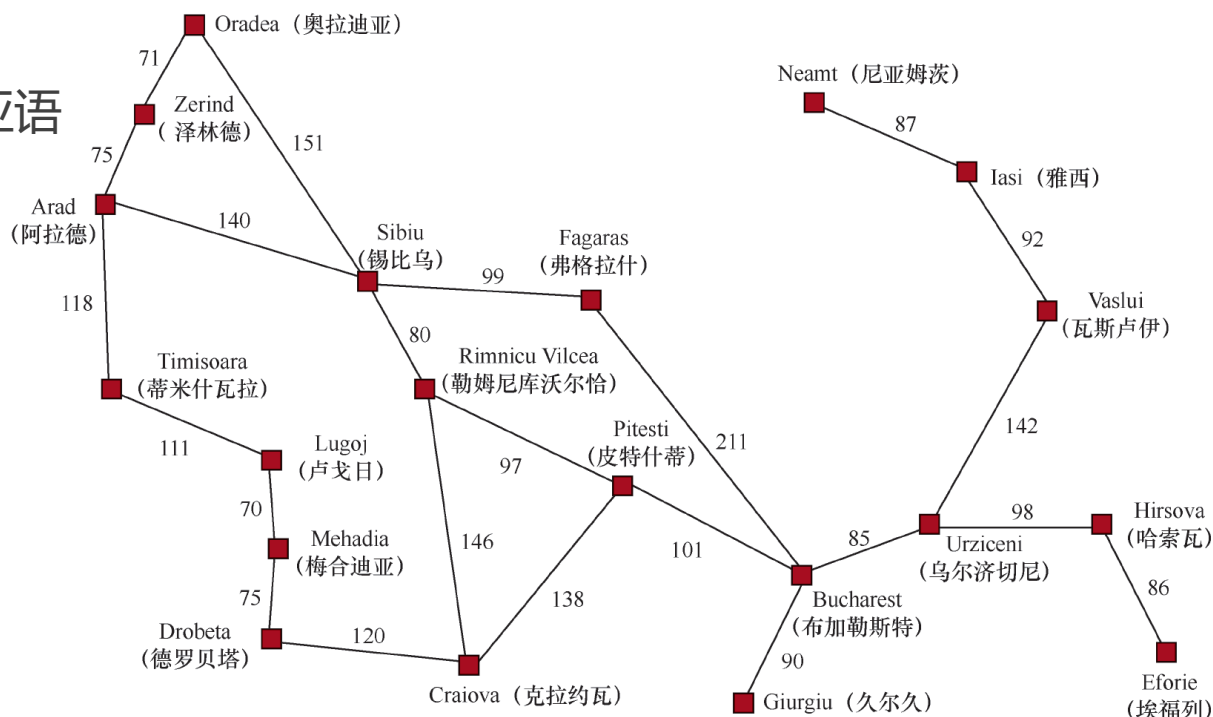 Oradea（奥拉迪亚）
71
Zerind
（ 泽林德）
应语
151
75
Neamt（尼亚姆茨）
87
Iasi（雅西）
Arad
（阿拉德）
140
Sibiu
（锡比乌）
Fagaras
（弗格拉什）
92
99
118
80
Vaslui
（瓦斯卢伊）
Timisoara
（蒂米什瓦拉）
Rimnicu Vilcea
（勒姆尼库沃尔恰）
111
Lugoj
（卢戈日）
97
Pitesti
（皮特什蒂）
211
142
70
Mehadia
（梅合迪亚）
146
101
85
98
Hirsova
（哈索瓦）
Urziceni
（乌尔济切尼）
75
138
86
Drobeta
（德罗贝塔）
120
Bucharest
（布加勒斯特）
90
Craiova（克拉约瓦）
Giurgiu（久尔久）
Eforie
（埃福列）